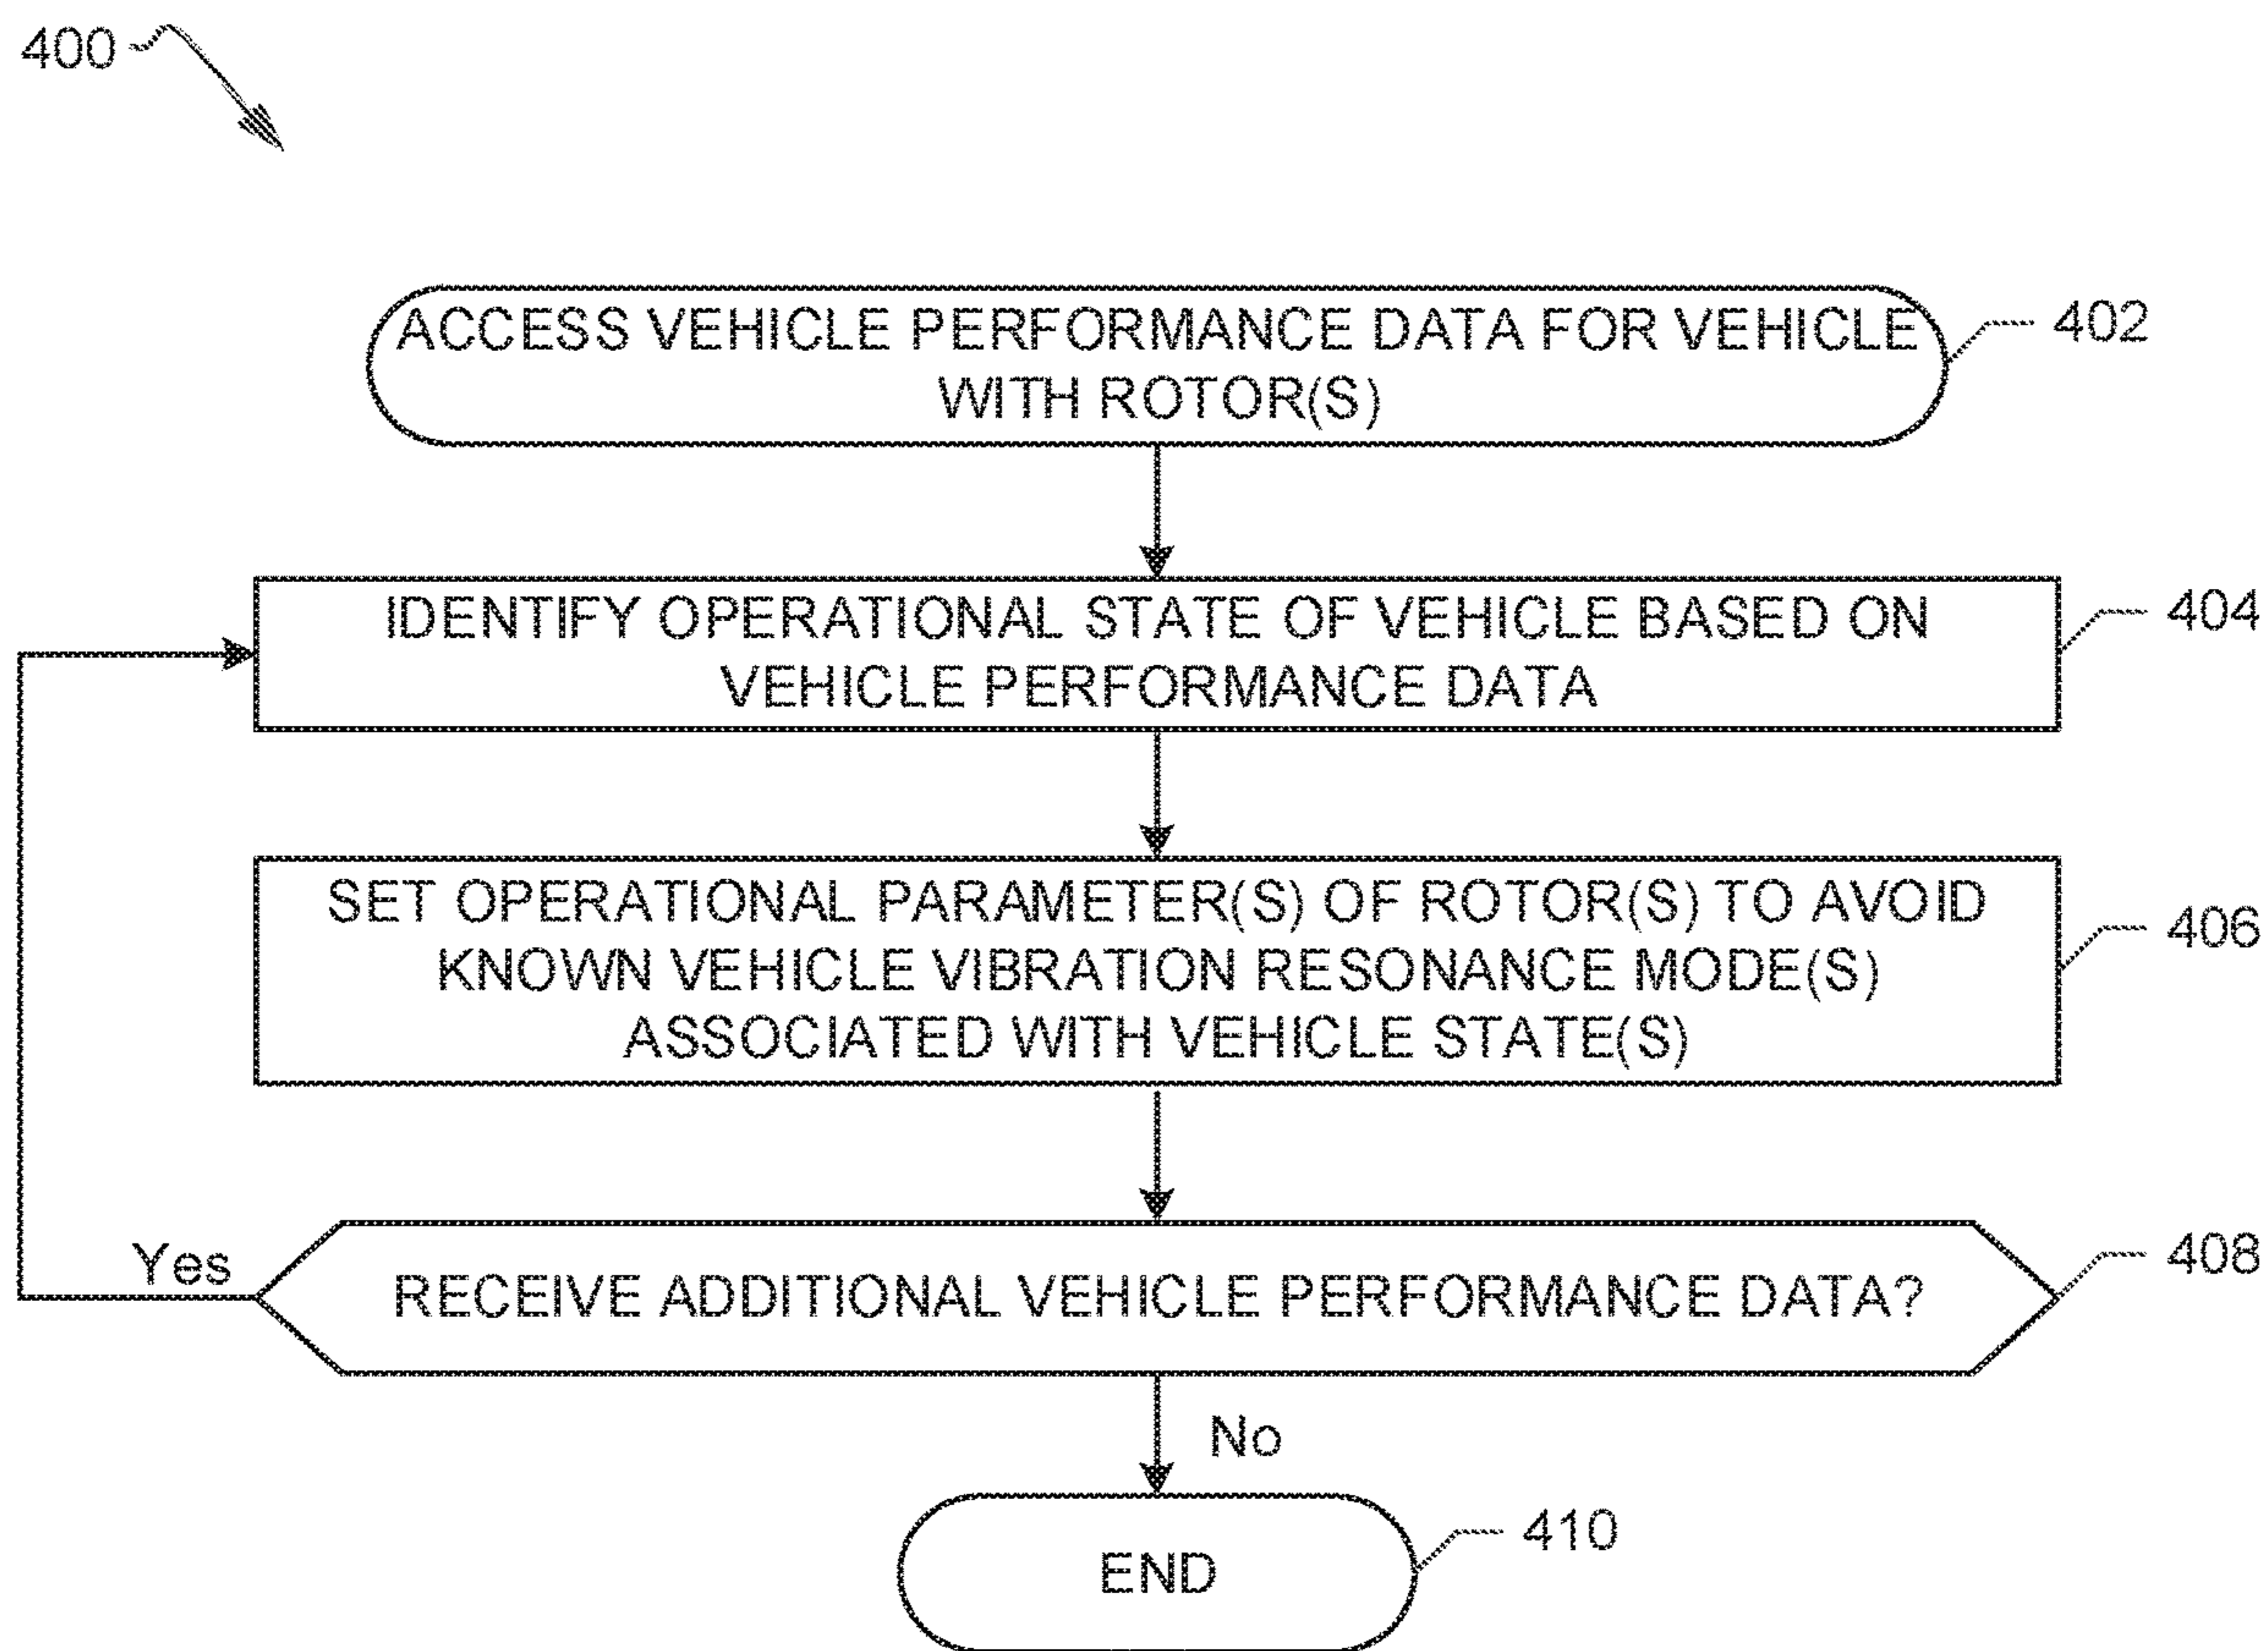 400
ACCESS VEHICLE PERFORMANCE DATA FOR VEHICLE
WITH ROTOR(S)
402
IDENTIFY OPERATIONAL STATE OF VEHICLE BASED ON
VEHICLE PERFORMANCE DATA
404
SET OPERATIONAL PARAMETER(S) OF ROTOR(S) TO AVOID
KNOWN VEHICLE VIBRATION RESONANCE MODE(S)
ASSOCIATED WITH VEHICLE STATE(S)
406
Yes
RECEIVE ADDITIONAL VEHICLE PERFORMANCE DATA?
408
No
END
410